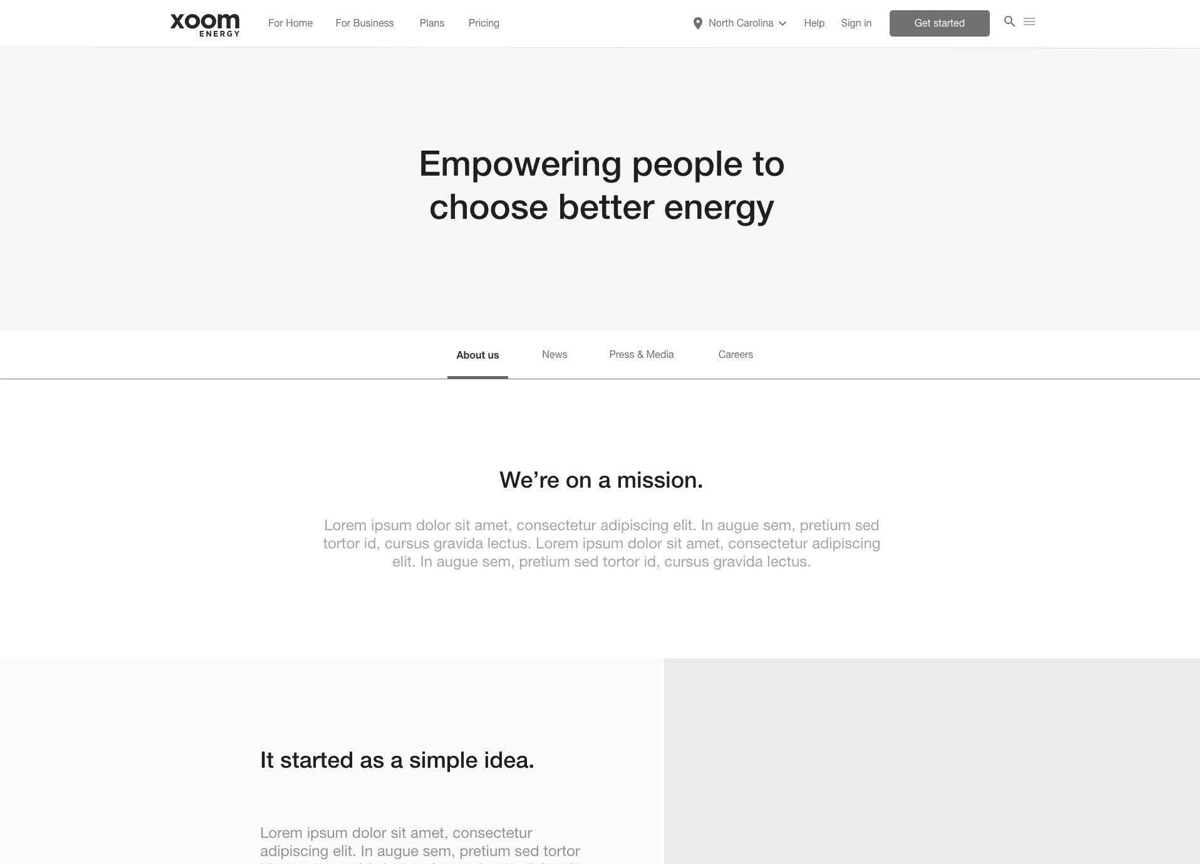 xoom
ENERGY
For Home For Business Plans Pricing North Carolina Help Sign in Get started
Empowering people to
choose better energy
About us News Press & Media Careers
We’re on a mission.
Lorem ipsum dolor sit amet, consectetur adipiscing elit. In augue sem, pretium sed
tortor id, cursus gravida lectus. Lorem ipsum dolor sit amet, consectetur adipiscing
elit. In augue sem, pretium sed tortor id, cursus gravida lectus.
It started as a simple idea.
Lorem ipsum dolor sit amet, consectetur
adipiscing elit. In augue sem, pretium sed tortor